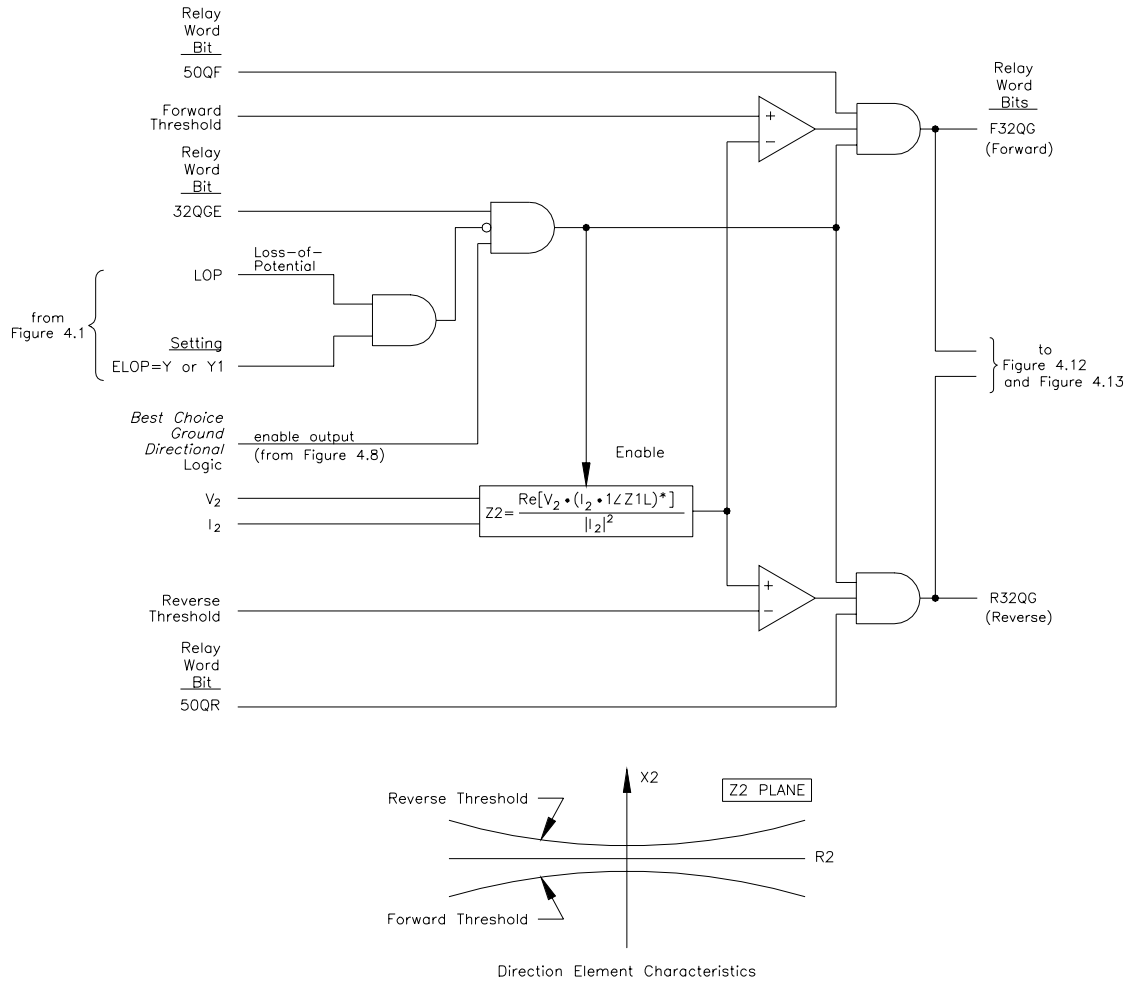 Relay
Word
Bit
50QF
Forward
Threshold
Relay
Word
Bit
32QGE
Loss-of-
Potential
LOP
from
Figure 4.1
Setting
ELOP=Y or Y1
Best Choice
Ground
Directional
Logic
enable output
(from Figure 4.8)
Enable
V2
I2
Z2= Re[V2 • (I2 • 1∠Z1L)*]
|I2|²
+
−
+
−
Reverse
Threshold
Relay
Word
Bit
50QR
Relay
Word
Bits
F32QG
(Forward)
to
Figure 4.12
and Figure 4.13
R32QG
(Reverse)
X2
Z2 PLANE
Reverse Threshold
R2
Forward Threshold
Direction Element Characteristics